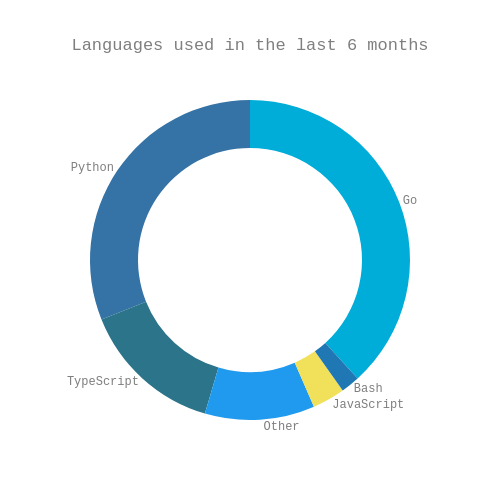 Languages used in the last 6 months
Python
Go
TypeScript
Bash
JavaScript
Other